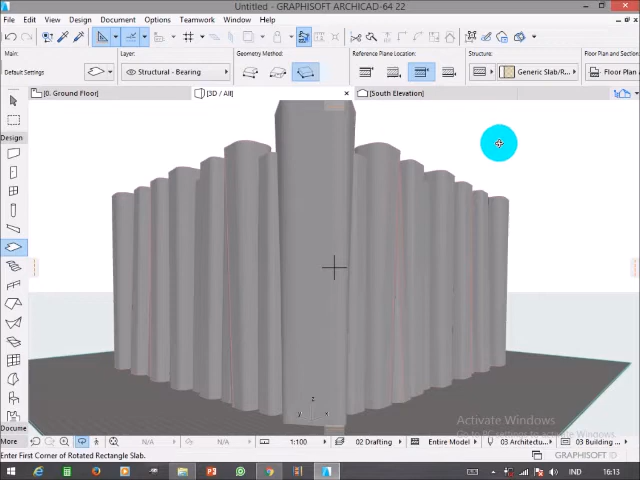 Untitled - GRAPHISOFT ARCHICAD-64 22
File Edit View Design Document Options Teamwork Window Help
Main: Layer: Geometry Method: Reference Plane Location: Structure: Floor Plan and Section
Default Settings Structural - Bearing Generic Slab/R... Floor Plan
[0. Ground Floor] [3D / All] [South Elevation]
Design
z
y x
Docume
More N/A N/A 1:100 02 Drafting Entire Model 03 Architectu... 03 Building
Activate Windows
Go to PC settings to activate Windows.
Enter First Corner of Rotated Rectangle Slab.
GRAPHISOFT
IND 16:13